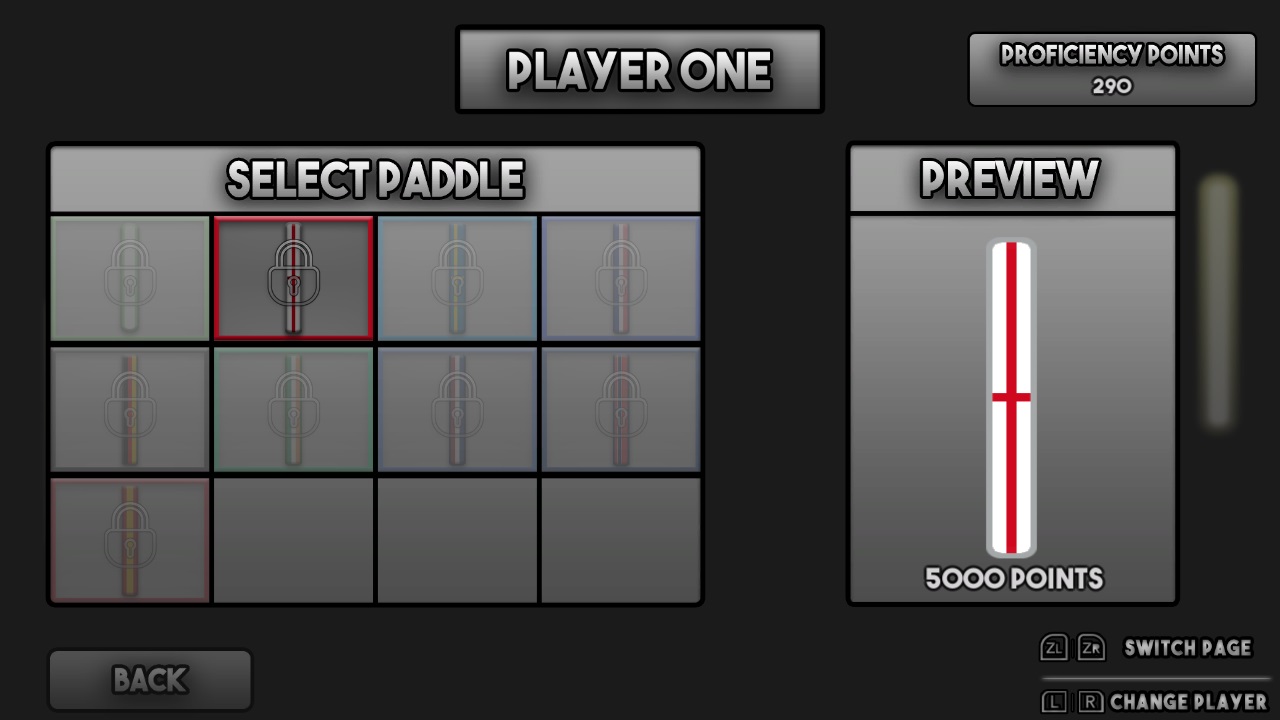 PLAYER ONE
PROFICIENCY POINTS
290
SELECT PADDLE
PREVIEW
5000 POINTS
BACK
ZL ZR SWITCH PAGE
L R CHANGE PLAYER